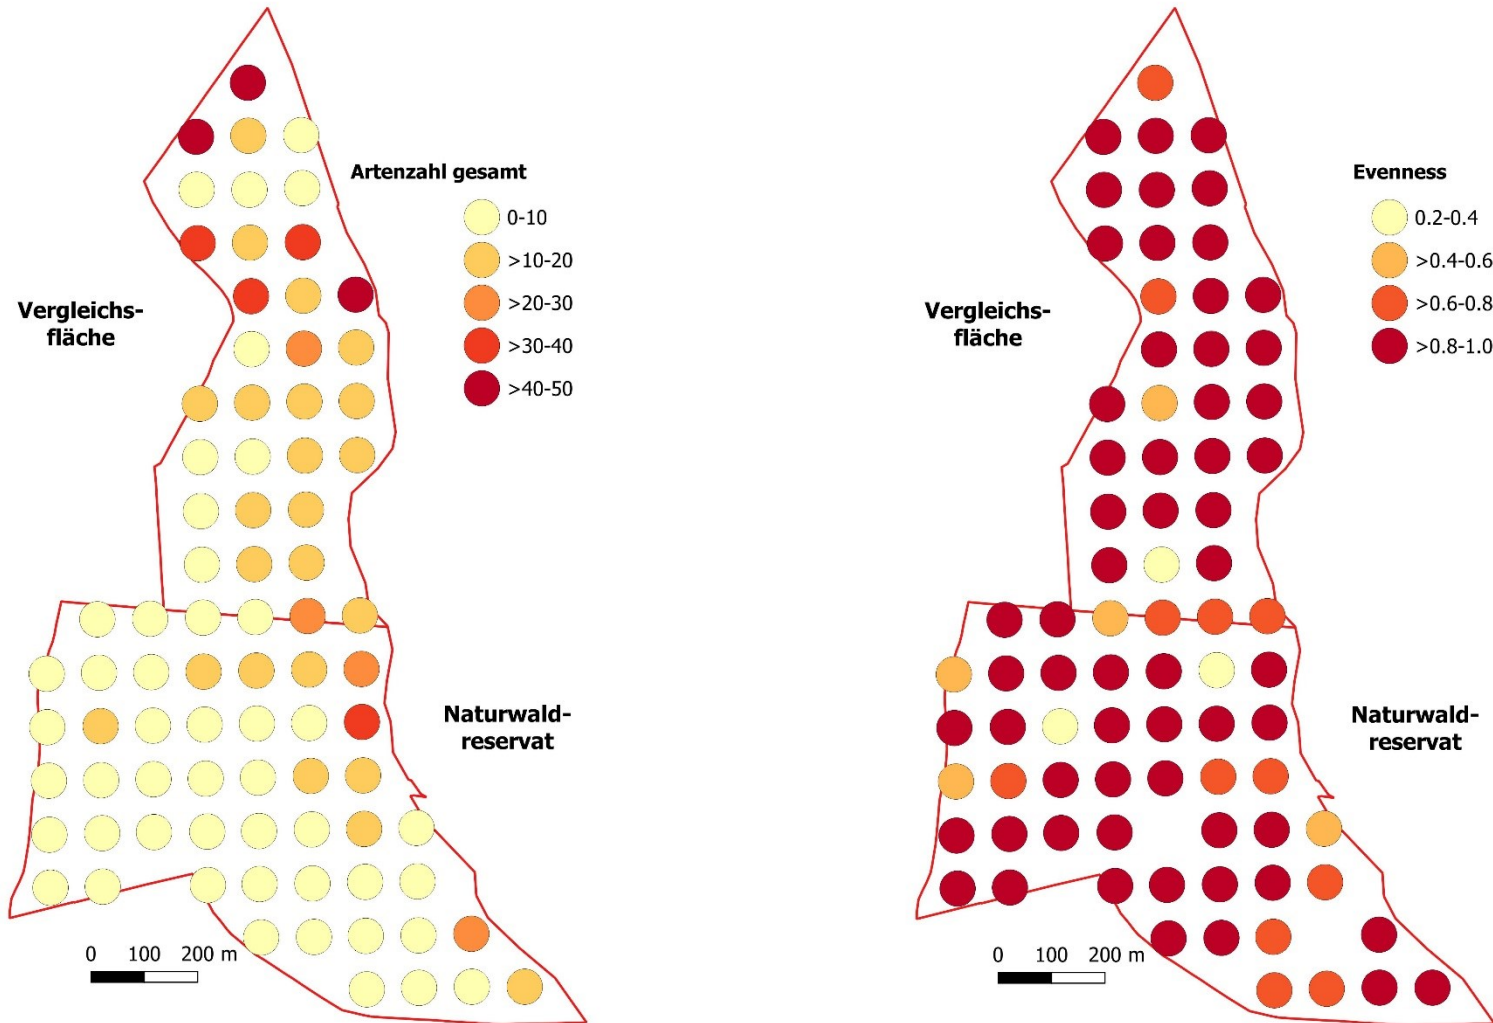 Artenzahl gesamt
0-10
>10-20
>20-30
>30-40
>40-50
Vergleichs-
fläche
Naturwald-
reservat
0 100 200 m
Evenness
0.2-0.4
>0.4-0.6
>0.6-0.8
>0.8-1.0
Vergleichs-
fläche
Naturwald-
reservat
0 100 200 m